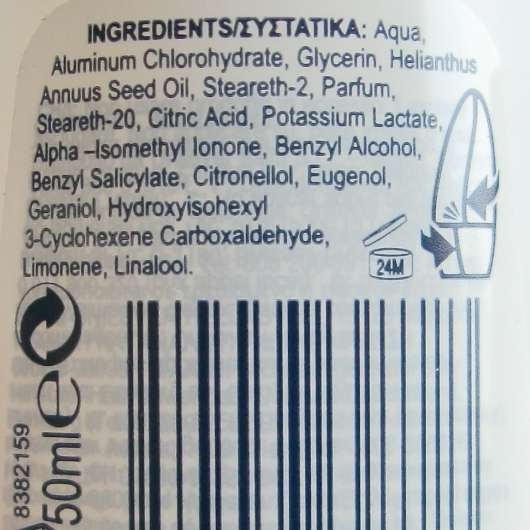 INGREDIENTS/ΣΥΣΤΑΤΙΚΑ: Aqua,
Aluminum Chlorohydrate, Glycerin, Helianthus
Annuus Seed Oil, Steareth-2, Parfum,
Steareth-20, Citric Acid, Potassium Lactate,
Alpha –Isomethyl Ionone, Benzyl Alcohol,
Benzyl Salicylate, Citronellol, Eugenol,
Geraniol, Hydroxyisohexyl
3-Cyclohexene Carboxaldehyde,
Limonene, Linalool.
24M
50ml e
8382159